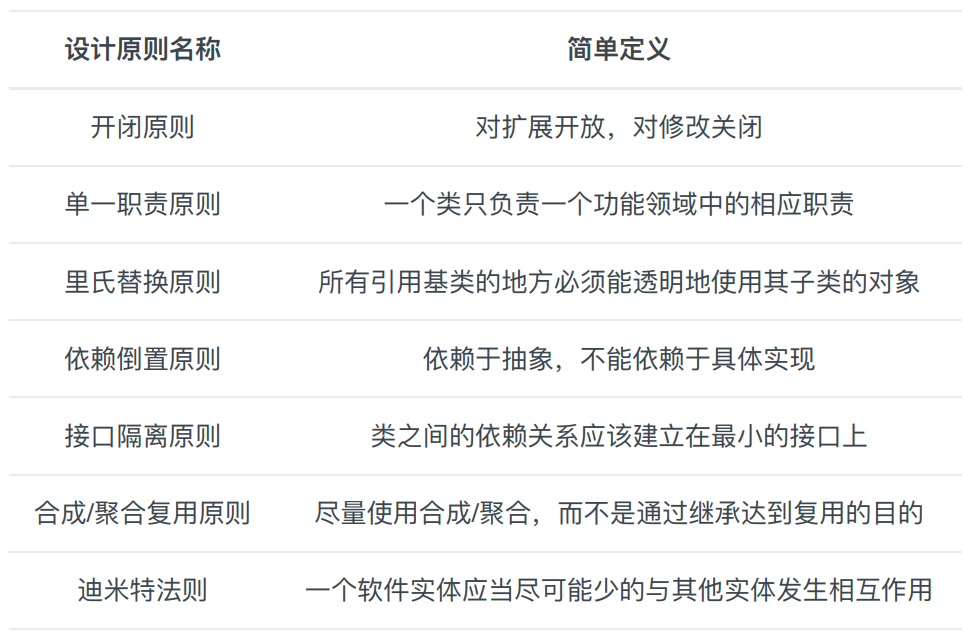 设计原则名称 简单定义
开闭原则 对扩展开放，对修改关闭
单一职责原则 一个类只负责一个功能领域中的相应职责
里氏替换原则 所有引用基类的地方必须能透明地使用其子类的对象
依赖倒置原则 依赖于抽象，不能依赖于具体实现
接口隔离原则 类之间的依赖关系应该建立在最小的接口上
合成/聚合复用原则 尽量使用合成/聚合，而不是通过继承达到复用的目的
迪米特法则 一个软件实体应当尽可能少的与其他实体发生相互作用